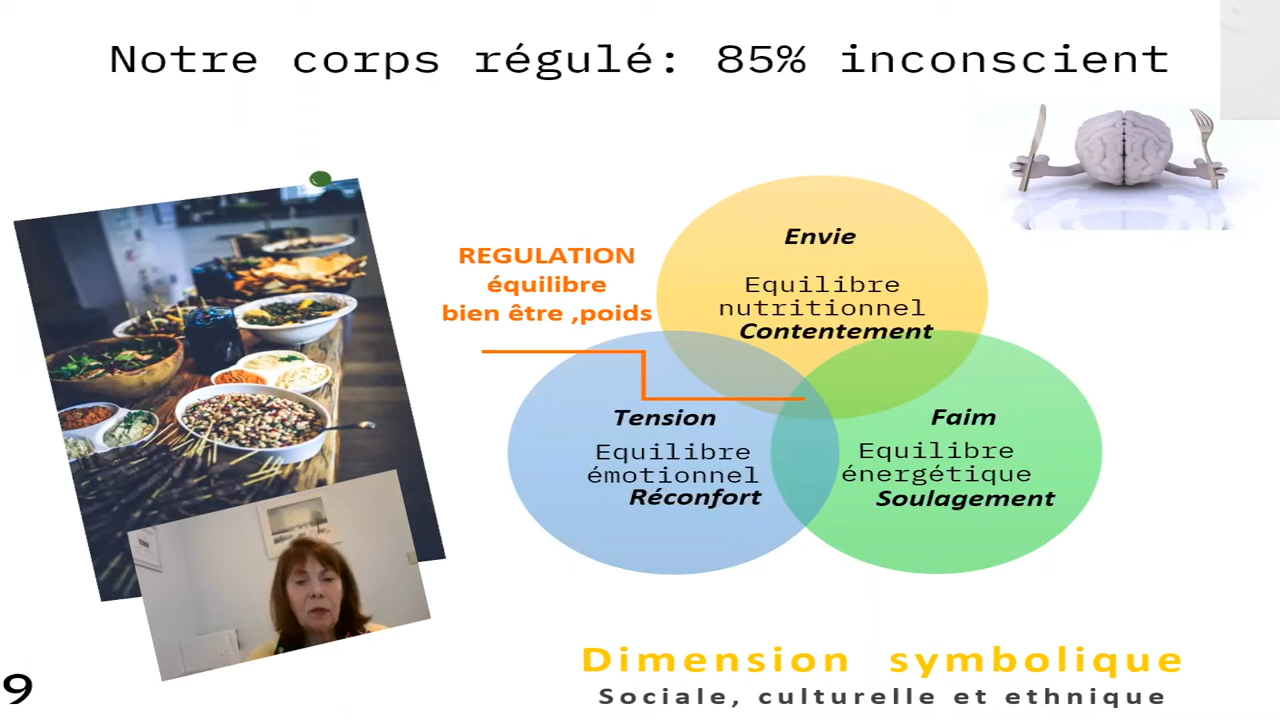 Notre corps régulé: 85% inconscient
REGULATION
équilibre
bien être ,poids
Envie
Equilibre
nutritionnel
Contentement
Tension
Equilibre
émotionnel
Réconfort
Faim
Equilibre
énergétique
Soulagement
Dimension symbolique
Sociale, culturelle et ethnique
9